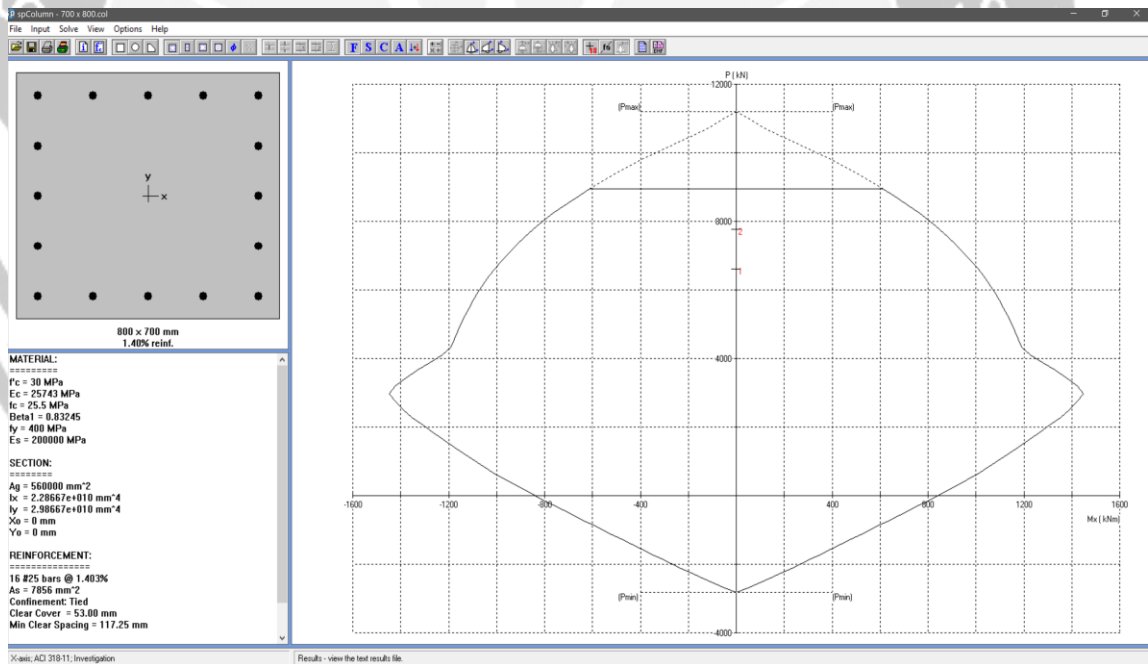 spColumn - 700 x 800.col
File Input Solve View Options Help
F S C A
y
x
800 x 700 mm
1.40% reinf.
MATERIAL:
=========
f'c = 30 MPa
Ec = 25743 MPa
fc = 25.5 MPa
Beta1 = 0.83245
fy = 400 MPa
Es = 200000 MPa
SECTION:
========
Ag = 560000 mm^2
Ix = 2.28667e+010 mm^4
Iy = 2.98667e+010 mm^4
Xo = 0 mm
Yo = 0 mm
REINFORCEMENT:
===============
16 #25 bars @ 1.403%
As = 7856 mm^2
Confinement: Tied
Clear Cover = 53.00 mm
Min Clear Spacing = 117.25 mm
P ( kN)
12000
(Pmax) (Pmax)
8000
2
1
4000
-1600 -1200 -800 -400 400 800 1200 1600
Mx ( kNm)
(Pmin) (Pmin)
-4000
X-axis; ACI 318-11; Investigation
Results - view the text results file.